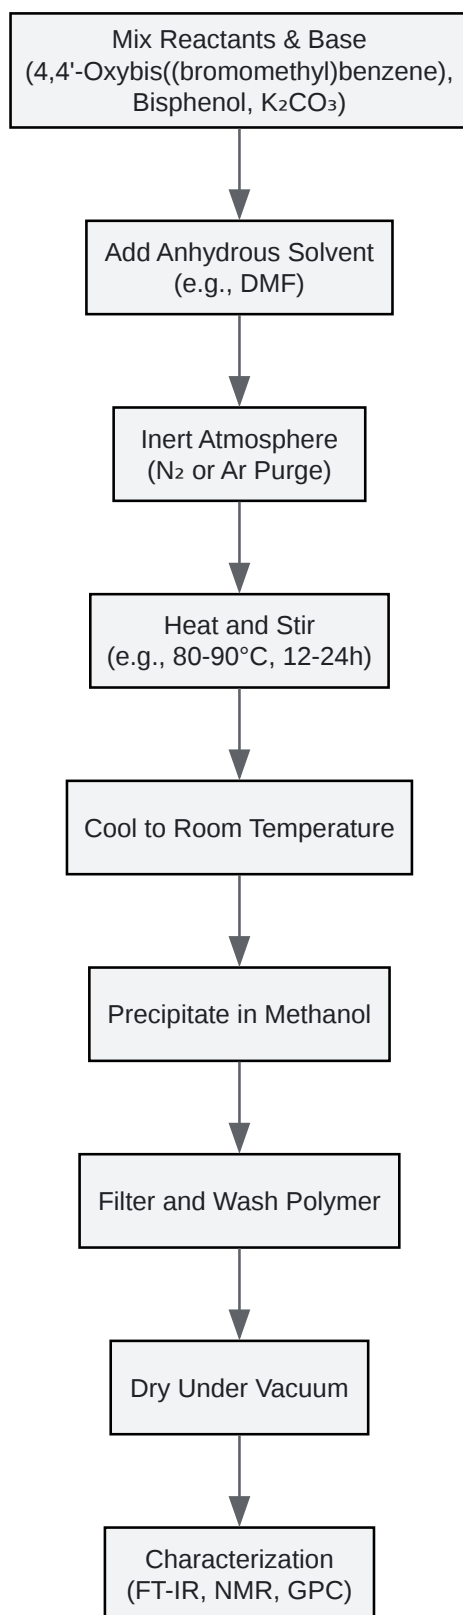 Mix Reactants & Base
(4,4'-Oxybis((bromomethyl)benzene),
Bisphenol, K₂CO₃)
Add Anhydrous Solvent
(e.g., DMF)
Inert Atmosphere
(N₂ or Ar Purge)
Heat and Stir
(e.g., 80-90°C, 12-24h)
Cool to Room Temperature
Precipitate in Methanol
Filter and Wash Polymer
Dry Under Vacuum
Characterization
(FT-IR, NMR, GPC)